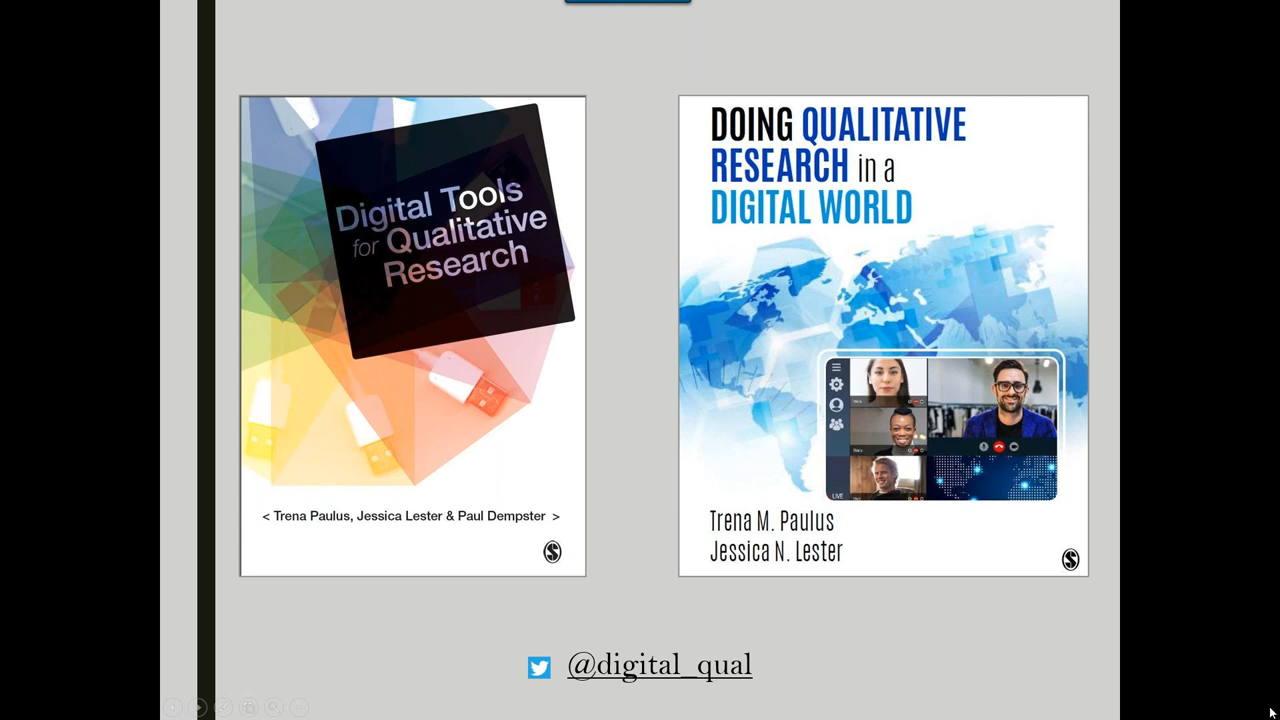 Digital Tools
for Qualitative
Research
< Trena Paulus, Jessica Lester & Paul Dempster >
DOING QUALITATIVE
RESEARCH in a
DIGITAL WORLD
LIVE
Trena M. Paulus
Jessica N. Lester
@digital_qual